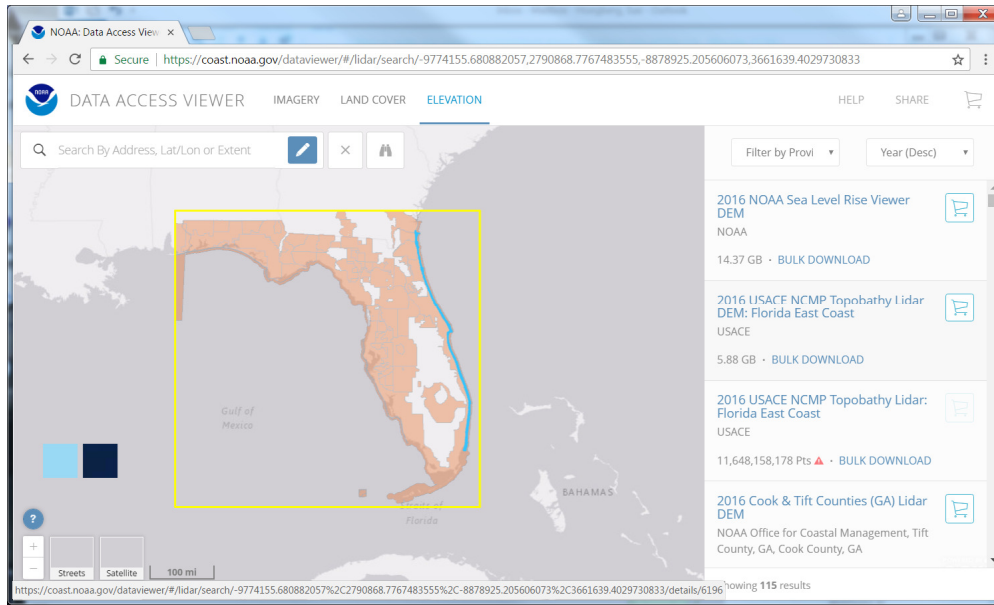 NOAA: Data Access View
Secure | https://coast.noaa.gov/dataviewer/#/lidar/search/-9774155.680882057,2790868.7767483555,-8878925.205606073,3661639.4029730833
NOAA
DATA ACCESS VIEWER IMAGERY LAND COVER ELEVATION HELP SHARE
Search By Address, Lat/Lon or Extent
Filter by Provi
Year (Desc)
2016 NOAA Sea Level Rise Viewer
DEM
NOAA
14.37 GB · BULK DOWNLOAD
2016 USACE NCMP Topobathy Lidar
DEM: Florida East Coast
USACE
5.88 GB · BULK DOWNLOAD
2016 USACE NCMP Topobathy Lidar:
Florida East Coast
USACE
11,648,158,178 Pts · BULK DOWNLOAD
2016 Cook & Tift Counties (GA) Lidar
DEM
NOAA Office for Coastal Management, Tift
County, GA, Cook County, GA
Showing 115 results
Gulf of
Mexico
BAHAMAS
Straits of
Florida
?
+
−
Streets
Satellite
100 mi
https://coast.noaa.gov/dataviewer/#/lidar/search/-9774155.680882057%2C2790868.7767483555%2C-8878925.205606073%2C3661639.4029730833/details/6196